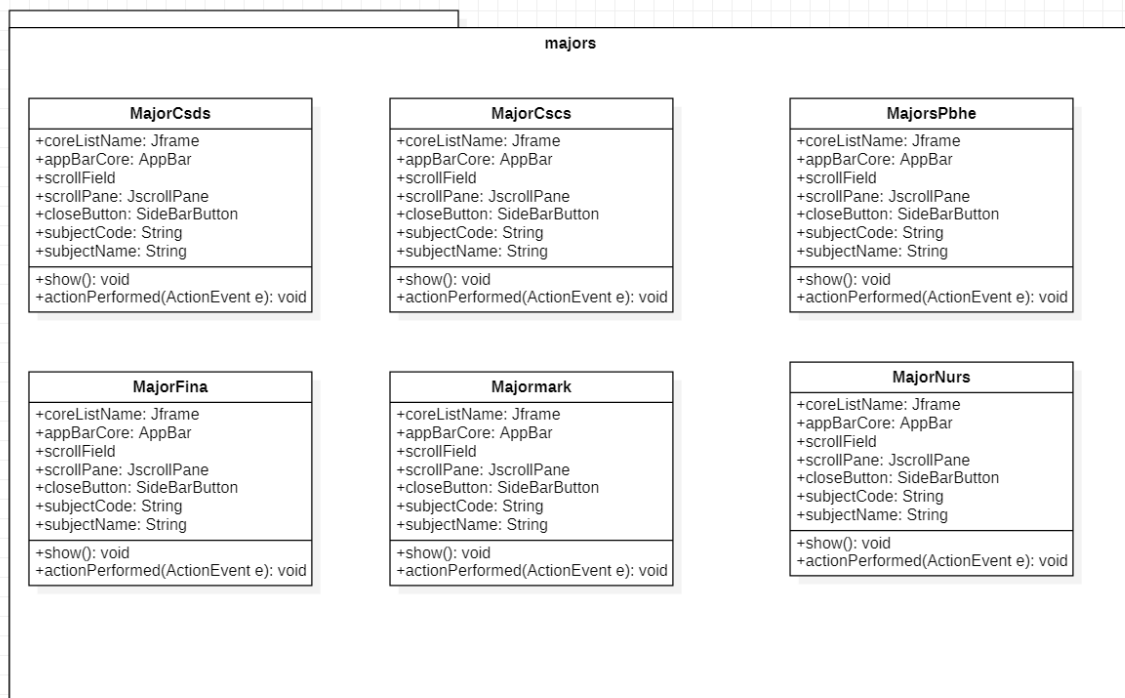 majors
MajorCsds
+coreListName: Jframe
+appBarCore: AppBar
+scrollField
+scrollPane: JscrollPane
+closeButton: SideBarButton
+subjectCode: String
+subjectName: String
+show(): void
+actionPerformed(ActionEvent e): void
MajorCscs
+coreListName: Jframe
+appBarCore: AppBar
+scrollField
+scrollPane: JscrollPane
+closeButton: SideBarButton
+subjectCode: String
+subjectName: String
+show(): void
+actionPerformed(ActionEvent e): void
MajorsPbhe
+coreListName: Jframe
+appBarCore: AppBar
+scrollField
+scrollPane: JscrollPane
+closeButton: SideBarButton
+subjectCode: String
+subjectName: String
+show(): void
+actionPerformed(ActionEvent e): void
MajorFina
+coreListName: Jframe
+appBarCore: AppBar
+scrollField
+scrollPane: JscrollPane
+closeButton: SideBarButton
+subjectCode: String
+subjectName: String
+show(): void
+actionPerformed(ActionEvent e): void
Majormark
+coreListName: Jframe
+appBarCore: AppBar
+scrollField
+scrollPane: JscrollPane
+closeButton: SideBarButton
+subjectCode: String
+subjectName: String
+show(): void
+actionPerformed(ActionEvent e): void
MajorNurs
+coreListName: Jframe
+appBarCore: AppBar
+scrollField
+scrollPane: JscrollPane
+closeButton: SideBarButton
+subjectCode: String
+subjectName: String
+show(): void
+actionPerformed(ActionEvent e): void